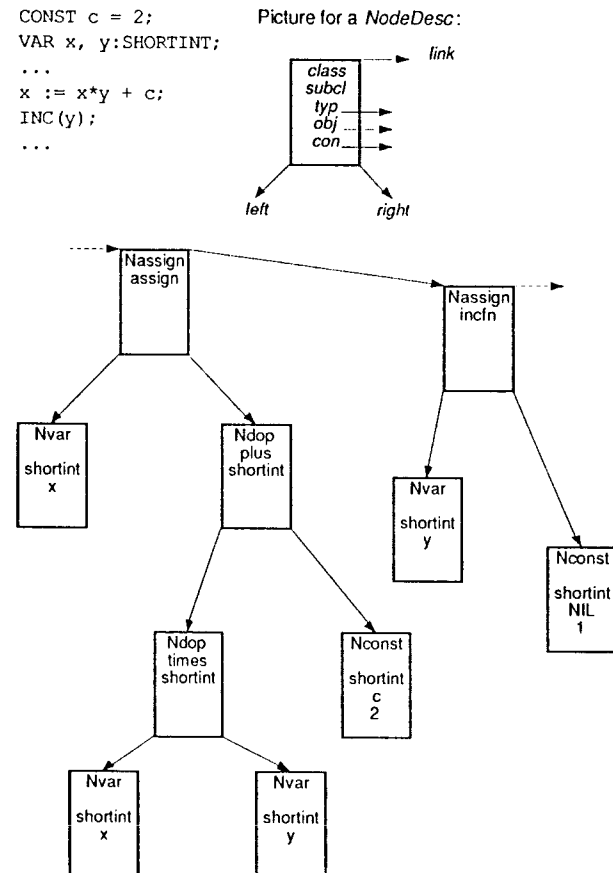 CONST c = 2;
VAR x, y:SHORTINT;
...
x := x*y + c;
INC(y);
...
Picture for a NodeDesc:
link
class
subcl
typ
obj
con
left
right
Nassign
assign
Nassign
incfn
Nvar
shortint
x
Ndop
plus
shortint
Nvar
shortint
y
Nconst
shortint
NIL
1
Ndop
times
shortint
Nconst
shortint
c
2
Nvar
shortint
x
Nvar
shortint
y